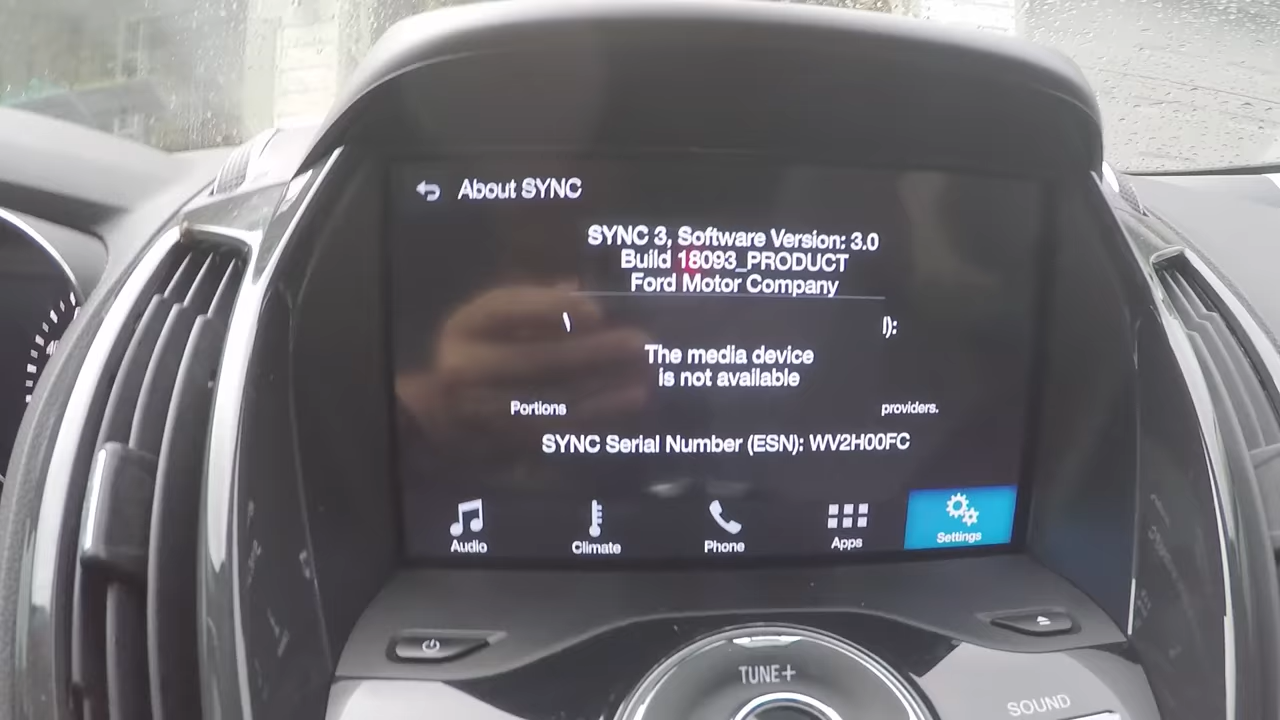 About SYNC
SYNC 3, Software Version: 3.0
Build 18093_PRODUCT
Ford Motor Company
The media device
is not available
Portions providers.
SYNC Serial Number (ESN): WV2H00FC
Audio Climate Phone Apps Settings
TUNE+
SOUND